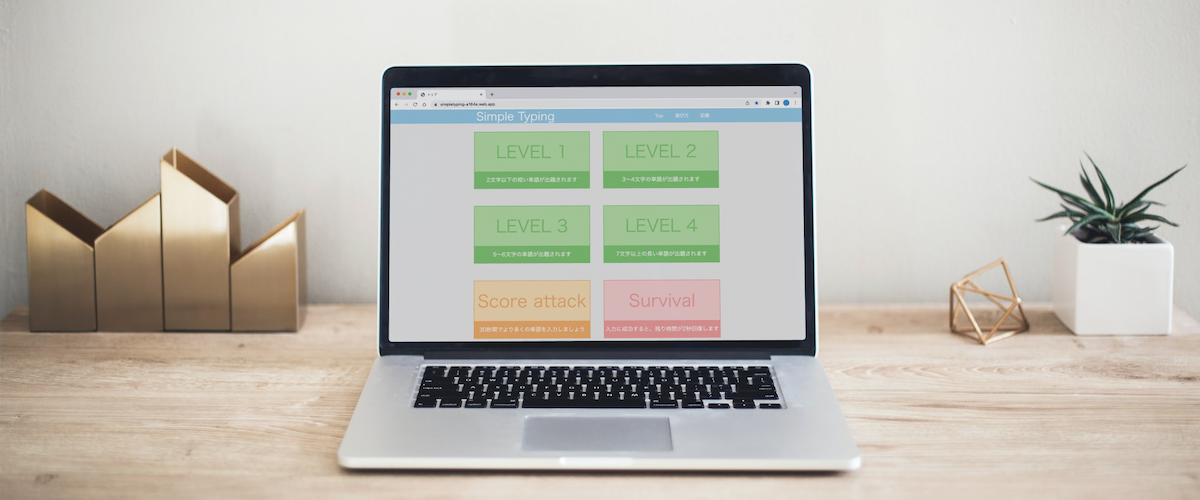 トップ
simpletyping-a164e.web.app
Simple Typing
Top 遊び方 記録
LEVEL 1
2文字以下の短い単語が出題されます
LEVEL 2
3〜4文字の単語が出題されます
LEVEL 3
5〜6文字の単語が出題されます
LEVEL 4
7文字以上の長い単語が出題されます
Score attack
30秒間でより多くの単語を入力しましょう
Survival
入力に成功すると、残り時間が2秒回復します